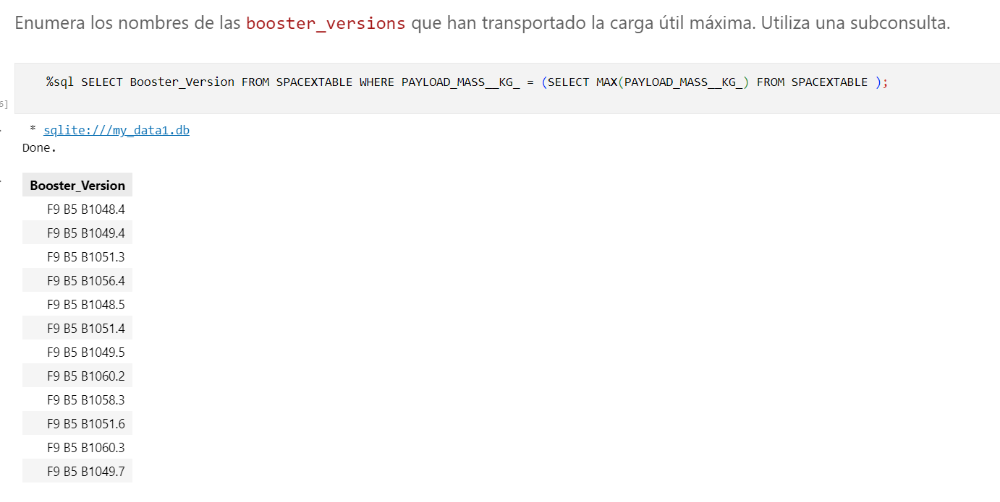 Enumera los nombres de las booster_versions que han transportado la carga útil máxima. Utiliza una subconsulta.
%sql SELECT Booster_Version FROM SPACEXTABLE WHERE PAYLOAD_MASS__KG_ = (SELECT MAX(PAYLOAD_MASS__KG_) FROM SPACEXTABLE );
6]
* sqlite:///my_data1.db
Done.
Booster_Version
F9 B5 B1048.4
F9 B5 B1049.4
F9 B5 B1051.3
F9 B5 B1056.4
F9 B5 B1048.5
F9 B5 B1051.4
F9 B5 B1049.5
F9 B5 B1060.2
F9 B5 B1058.3
F9 B5 B1051.6
F9 B5 B1060.3
F9 B5 B1049.7